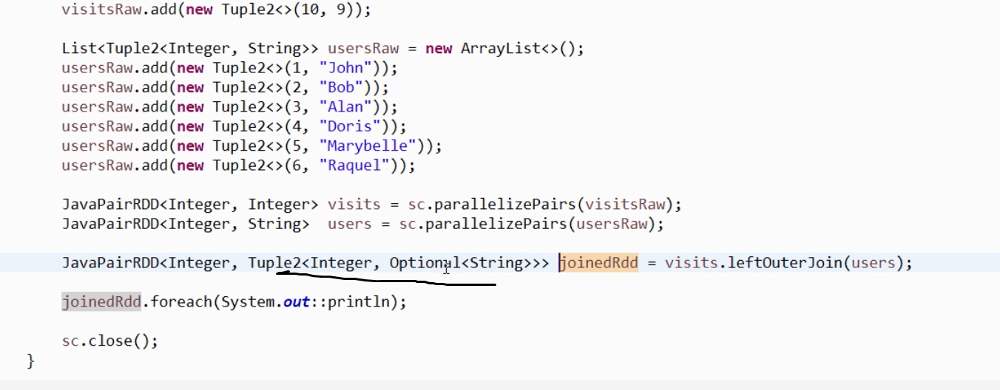 visitsRaw.add(new Tuple2<>(10, 9));
List<Tuple2<Integer, String>> usersRaw = new ArrayList<>();
usersRaw.add(new Tuple2<>(1, "John"));
usersRaw.add(new Tuple2<>(2, "Bob"));
usersRaw.add(new Tuple2<>(3, "Alan"));
usersRaw.add(new Tuple2<>(4, "Doris"));
usersRaw.add(new Tuple2<>(5, "Marybelle"));
usersRaw.add(new Tuple2<>(6, "Raquel"));
JavaPairRDD<Integer, Integer> visits = sc.parallelizePairs(visitsRaw);
JavaPairRDD<Integer, String>  users = sc.parallelizePairs(usersRaw);
JavaPairRDD<Integer, Tuple2<Integer, Optional<String>>> joinedRdd = visits.leftOuterJoin(users);
joinedRdd.foreach(System.out::println);
sc.close();
}